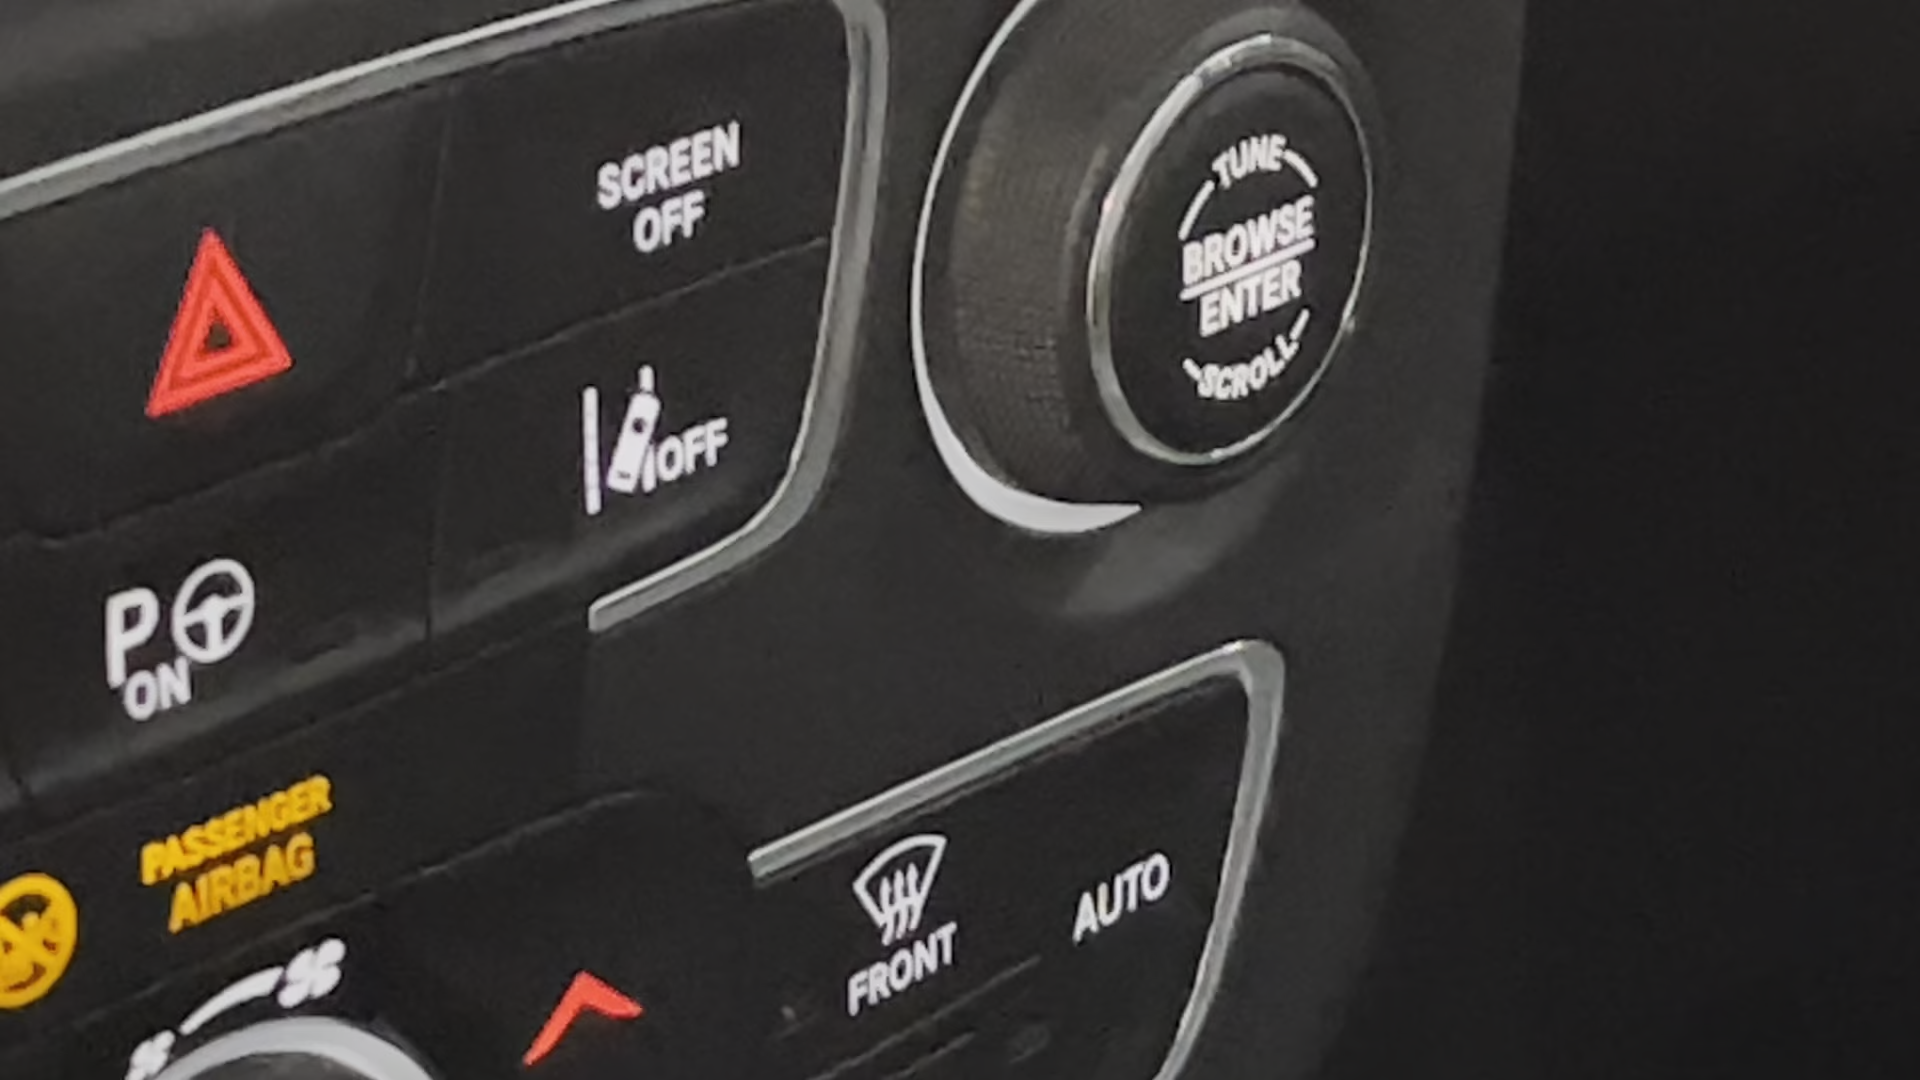 SCREEN
OFF
TUNE
BROWSE
ENTER
SCROLL
OFF
P
ON
PASSENGER
AIRBAG
FRONT
AUTO